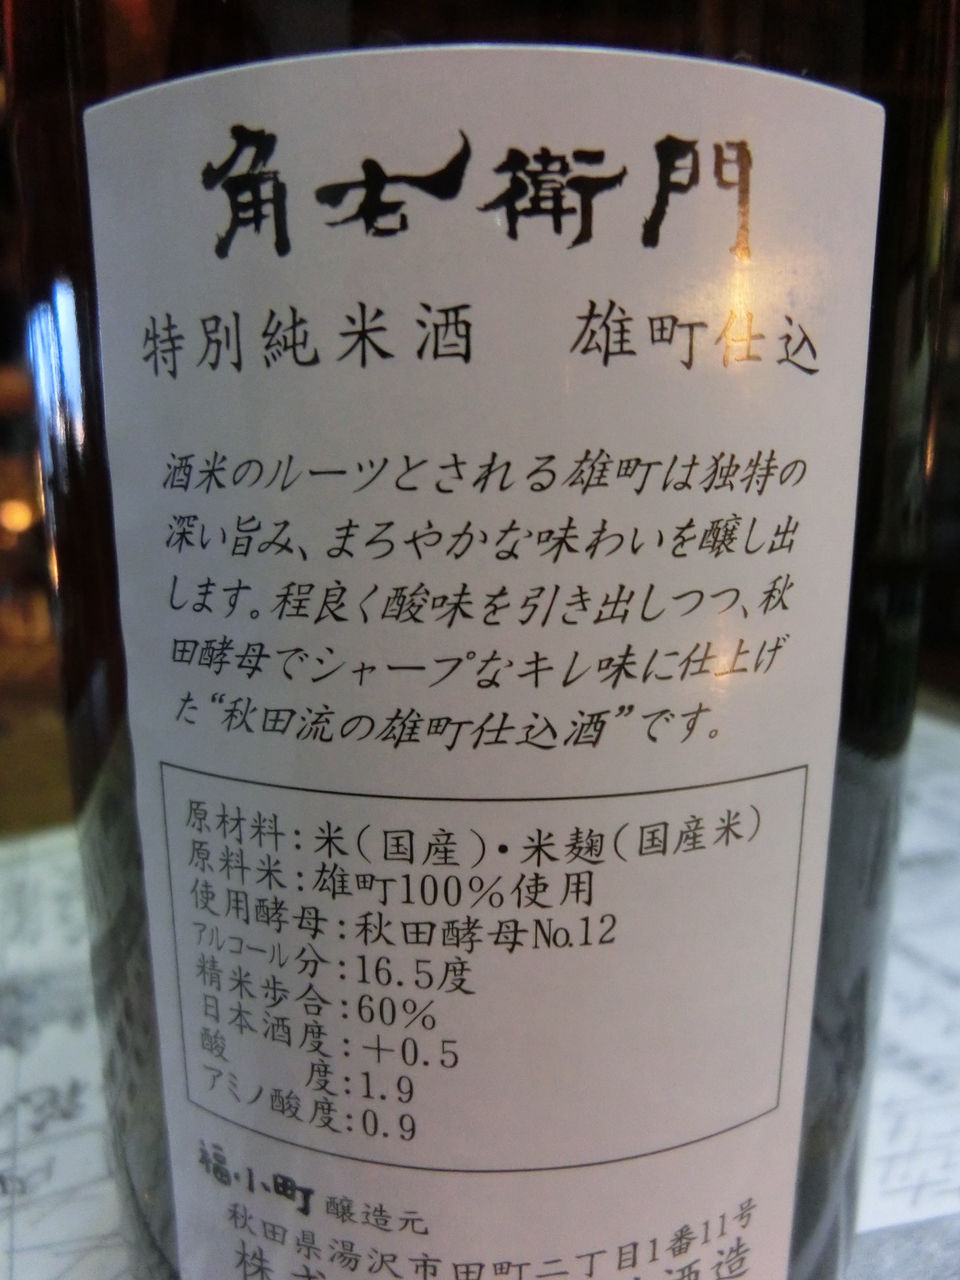 角右衛門
特別純米酒　雄町仕込
酒米のルーツとされる雄町は独特の
深い旨み、まろやかな味わいを醸し出
します。程良く酸味を引き出しつつ、秋
田酵母でシャープなキレ味に仕上げ
た“秋田流の雄町仕込酒”です。
原材料：米（国産）・米麹（国産米）
原料米：雄町100％使用
使用酵母：秋田酵母No.12
アルコール分：16.5度
精米歩合：60％
日本酒度：＋0.5
酸度：1.9
アミノ酸度：0.9
福小町 醸造元
秋田県湯沢市田町二丁目1番11号